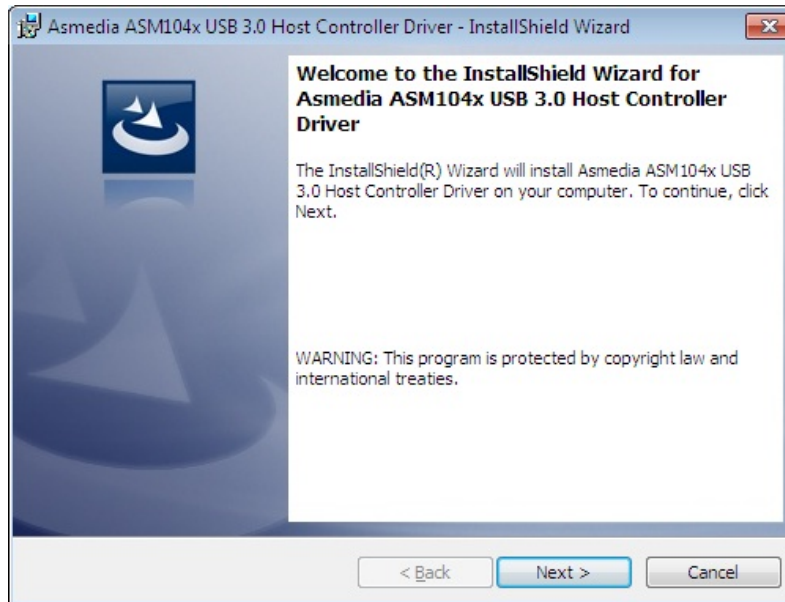 Asmedia ASM104x USB 3.0 Host Controller Driver - InstallShield Wizard
Welcome to the InstallShield Wizard for
Asmedia ASM104x USB 3.0 Host Controller
Driver
The InstallShield(R) Wizard will install Asmedia ASM104x USB
3.0 Host Controller Driver on your computer. To continue, click
Next.
WARNING: This program is protected by copyright law and
international treaties.
< Back Next > Cancel